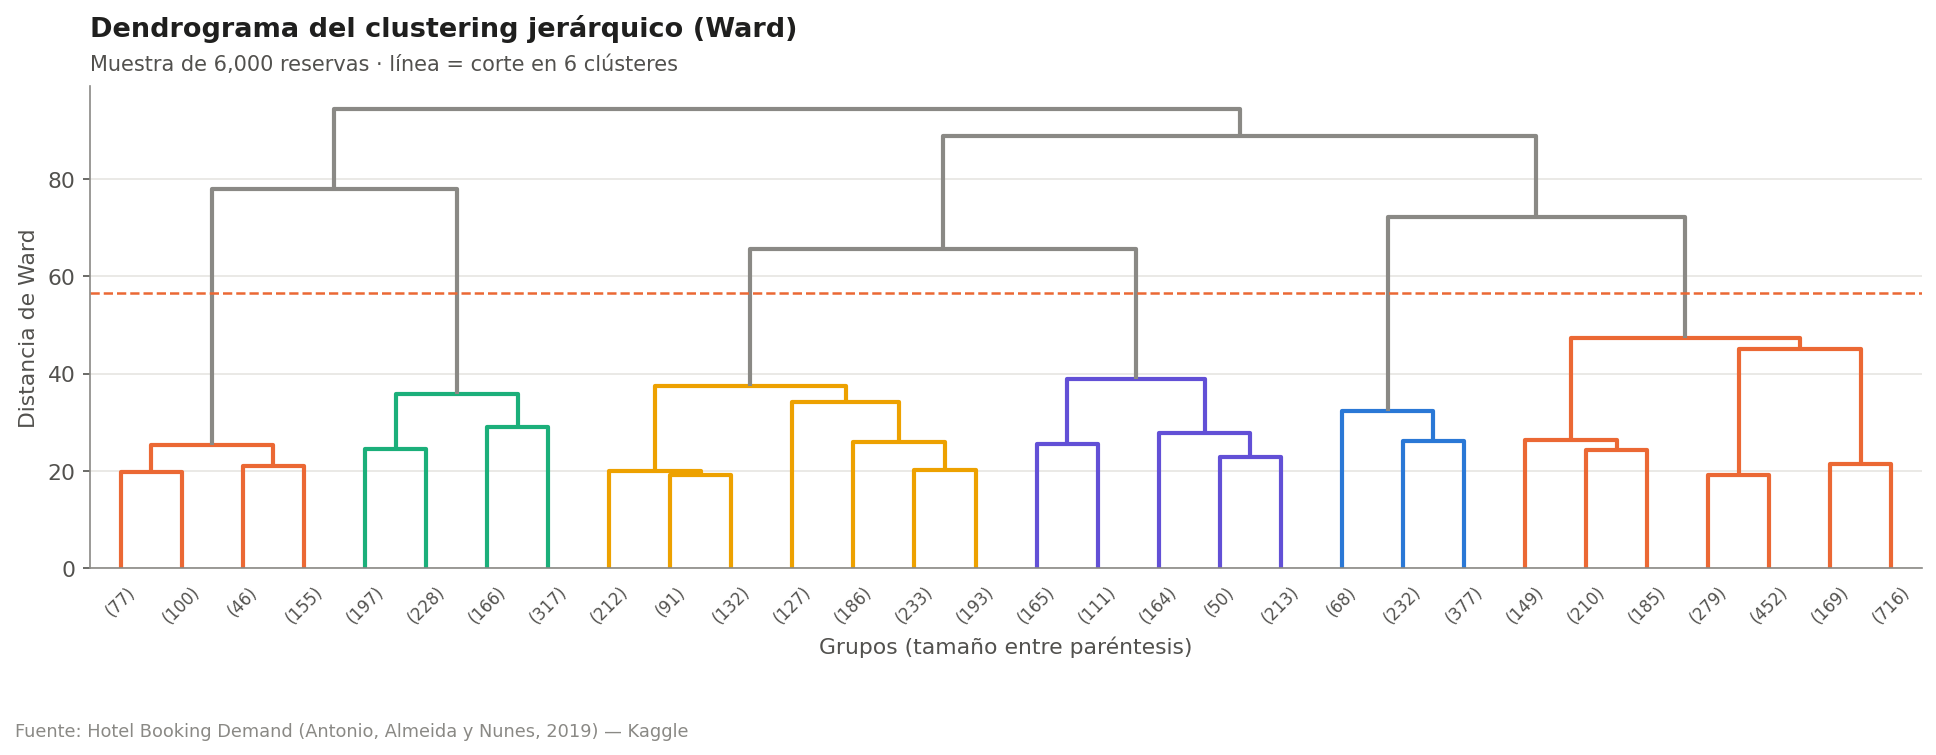 Dendrograma del clustering jerárquico (Ward)
Muestra de 6,000 reservas · línea = corte en 6 clústeres
Distancia de Ward
80
60
40
20
0
(77) (100) (46) (155) (197) (228) (166) (317) (212) (91) (132) (127) (186) (233) (193) (165) (111) (164) (50) (213) (68) (232) (377) (149) (210) (185) (279) (452) (169) (716)
Grupos (tamaño entre paréntesis)
Fuente: Hotel Booking Demand (Antonio, Almeida y Nunes, 2019) — Kaggle